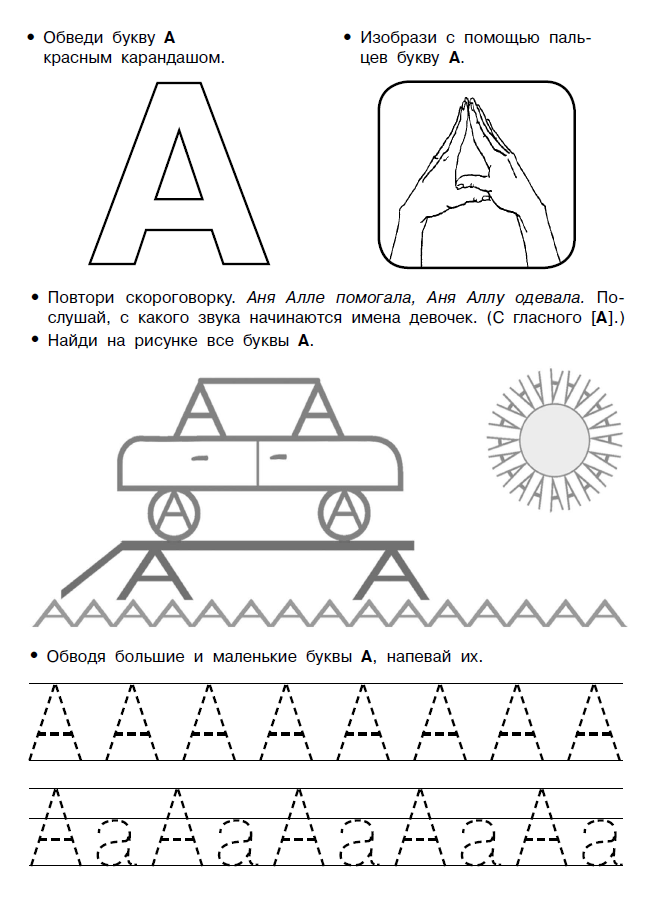 • Обведи букву А
красным карандашом.
• Изобрази с помощью паль-
цев букву А.
А
• Повтори скороговорку. Аня Алле помогала, Аня Аллу одевала. По-
слушай, с какого звука начинаются имена девочек. (С гласного [А].)
• Найди на рисунке все буквы А.
• Обводя большие и маленькие буквы А, напевай их.
А А А А А А А А
А а А а А а А а А а